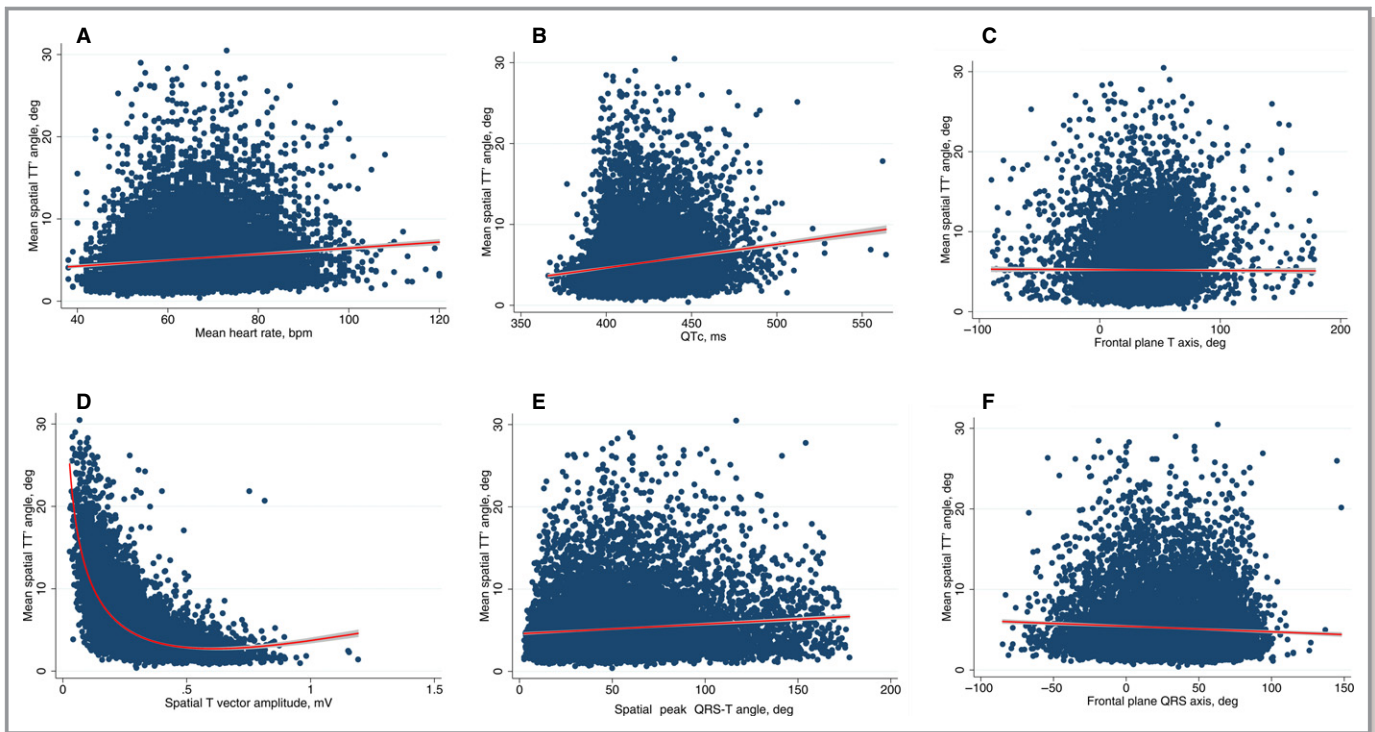 A
30
20
10
0
Mean spatial TT' angle, deg
40 60 80 100 120
Mean heart rate, bpm
B
30
20
10
0
Mean spatial TT' angle, deg
350 400 450 500 550
QTc, ms
C
30
20
10
0
Mean spatial TT' angle, deg
−100 0 100 200
Frontal plane T axis, deg
D
30
20
10
0
Mean spatial TT' angle, deg
0 .5 1 1.5
Spatial T vector amplitude, mV
E
30
20
10
0
Mean spatial TT' angle, deg
0 50 100 150 200
Spatial peak QRS-T angle, deg
F
30
20
10
0
Mean spatial TT' angle, deg
−100 −50 0 50 100 150
Frontal plane QRS axis, deg